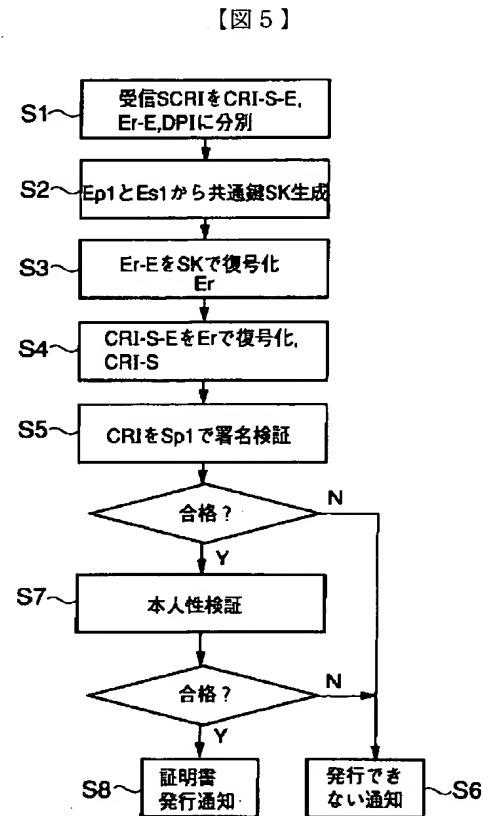 【図5】
S1
受信SCRIをCRI-S-E,
Er-E,DPIに分別
S2
Ep1とEs1から共通鍵SK生成
S3
Er-EをSKで復号化
Er
S4
CRI-S-EをErで復号化,
CRI-S
S5
CRIをSp1で署名検証
合格?
N
Y
S7
本人性検証
合格?
N
Y
S8
証明書
発行通知
発行でき
ない通知
S6